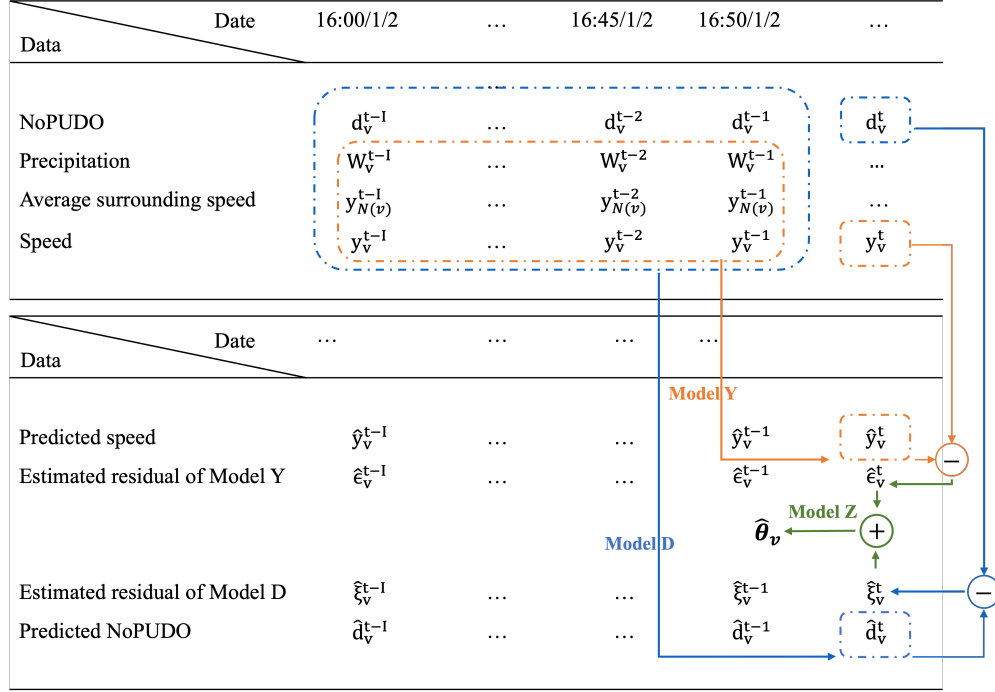 Date 16:00/1/2 … 16:45/1/2 16:50/1/2 …
Data
…
NoPUDO d_v^{t−I} … d_v^{t−2} d_v^{t−1} d_v^t
Precipitation W_v^{t−I} … W_v^{t−2} W_v^{t−1} …
Average surrounding speed y_{N(v)}^{t−I} … y_{N(v)}^{t−2} y_{N(v)}^{t−1} …
Speed y_v^{t−I} … y_v^{t−2} y_v^{t−1} y_v^t
Date … … … …
Data
Model Y
Predicted speed ŷ_v^{t−I} … … ŷ_v^{t−1} ŷ_v^t
−
Estimated residual of Model Y ϵ̂_v^{t−I} … … ϵ̂_v^{t−1} ϵ̂_v^t
Model Z
θ̂_v +
Model D
Estimated residual of Model D ξ̂_v^{t−I} … … ξ̂_v^{t−1} ξ̂_v^t −
Predicted NoPUDO d̂_v^{t−I} … … d̂_v^{t−1} d̂_v^t